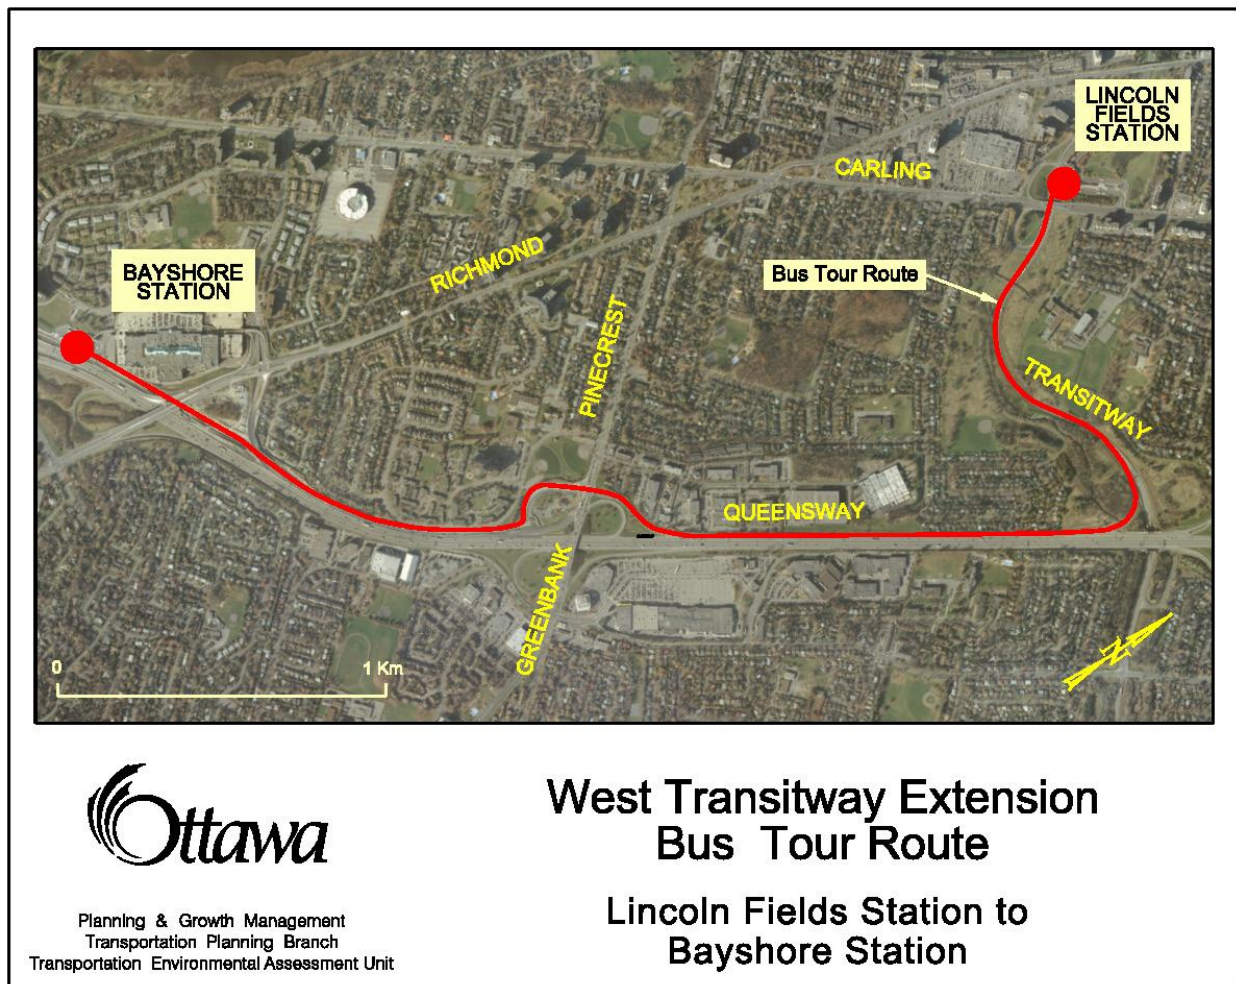 LINCOLN
FIELDS
STATION
CARLING
RICHMOND
BAYSHORE
STATION
Bus Tour Route
PINECREST
TRANSITWAY
QUEENSWAY
GREENBANK
N
0
1 Km
Ottawa
Planning & Growth Management
Transportation Planning Branch
Transportation Environmental Assessment Unit
West Transitway Extension
Bus Tour Route
Lincoln Fields Station to
Bayshore Station